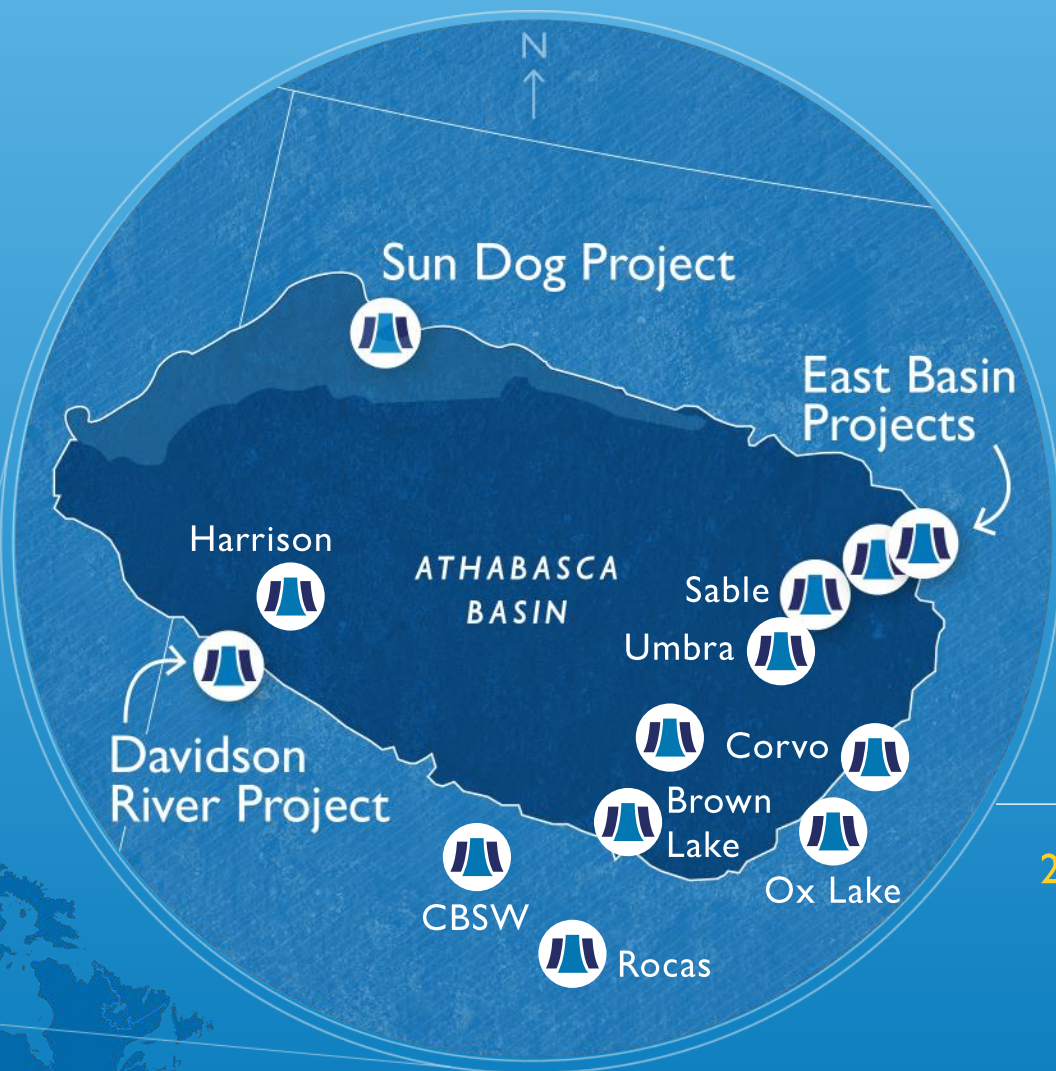 N
Sun Dog Project
East Basin
Projects
Harrison
ATHABASCA
BASIN
Sable
Umbra
Davidson
River Project
Corvo
Brown
Lake
Ox Lake
CBSW
Rocas
2